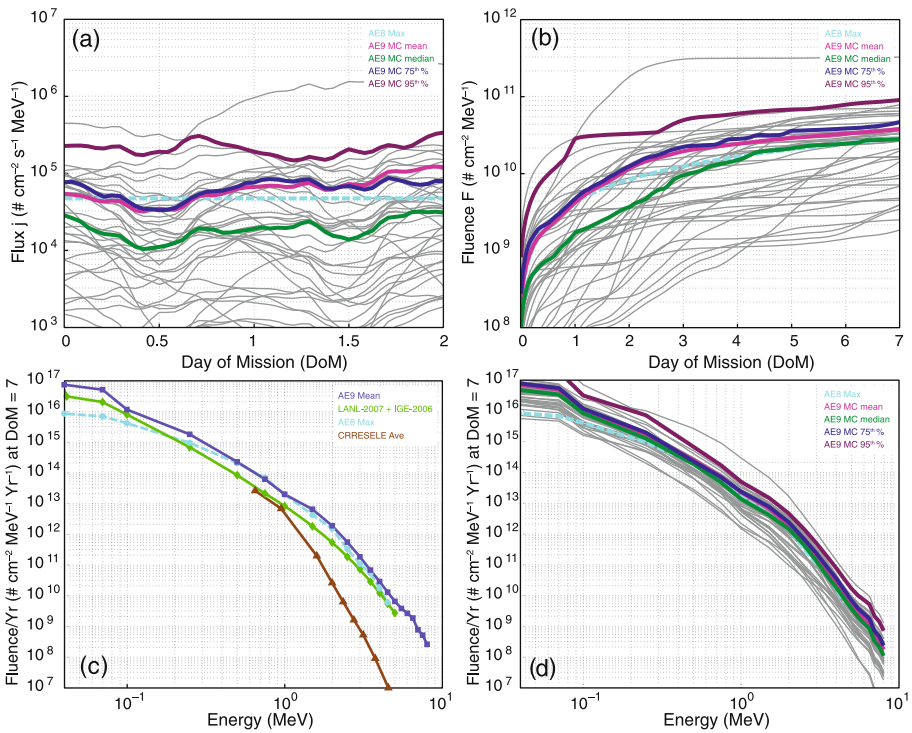 (a)
AE8 Max
AE9 MC mean
AE9 MC median
AE9 MC 75th %
AE9 MC 95th %
Flux j (# cm−2 s−1 MeV−1)
10^7
10^6
10^5
10^4
10^3
0
0.5
1
1.5
2
Day of Mission (DoM)
(b)
AE8 Max
AE9 MC mean
AE9 MC median
AE9 MC 75th %
AE9 MC 95th %
Fluence F (# cm−2 MeV−1)
10^12
10^11
10^10
10^9
10^8
0
1
2
3
4
5
6
7
Day of Mission (DoM)
(c)
AE9 Mean
LANL-2007 + IGE-2006
AE8 Max
CRRESELE Ave
Fluence/Yr (# cm−2 MeV−1 Yr−1) at DoM = 7
10^17
10^16
10^15
10^14
10^13
10^12
10^11
10^10
10^9
10^8
10^7
10^−1
10^0
10^1
Energy (MeV)
(d)
AE8 Max
AE9 MC mean
AE9 MC median
AE9 MC 75th %
AE9 MC 95th %
Fluence/Yr (# cm−2 MeV−1 Yr−1) at DoM = 7
10^17
10^16
10^15
10^14
10^13
10^12
10^11
10^10
10^9
10^8
10^7
10^−1
10^0
10^1
Energy (MeV)